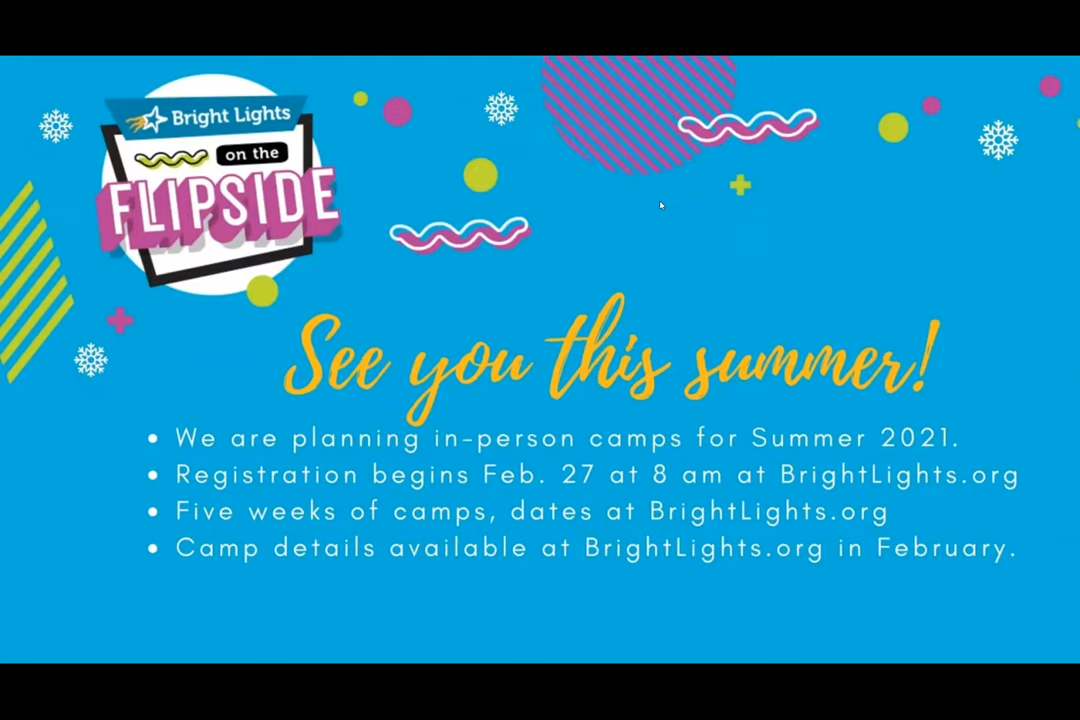 Bright Lights
on the
FLIPSIDE
See you this summer!
• We are planning in-person camps for Summer 2021.
• Registration begins Feb. 27 at 8 am at BrightLights.org
• Five weeks of camps, dates at BrightLights.org
• Camp details available at BrightLights.org in February.